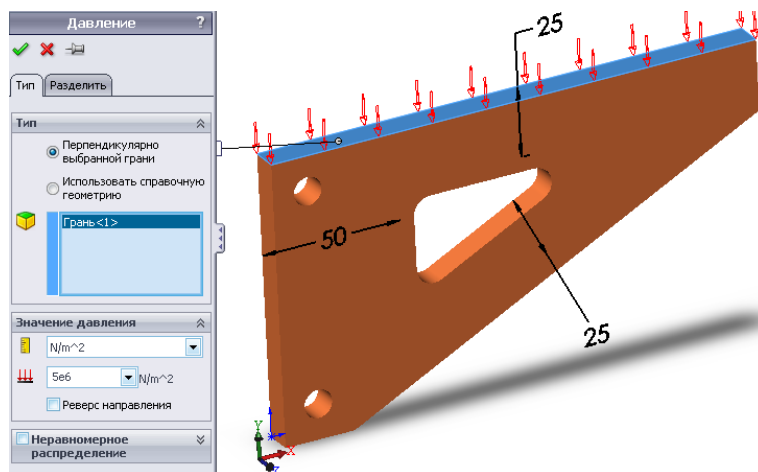 Давление ?
Тип
Разделить
Тип
Перпендикулярно
выбранной грани
Использовать справочную
геометрию
Грань<1>
Значение давления
N/m^2
5e6 N/m^2
Реверс направления
Неравномерное
распределение
25
50
25
Y
X
Z